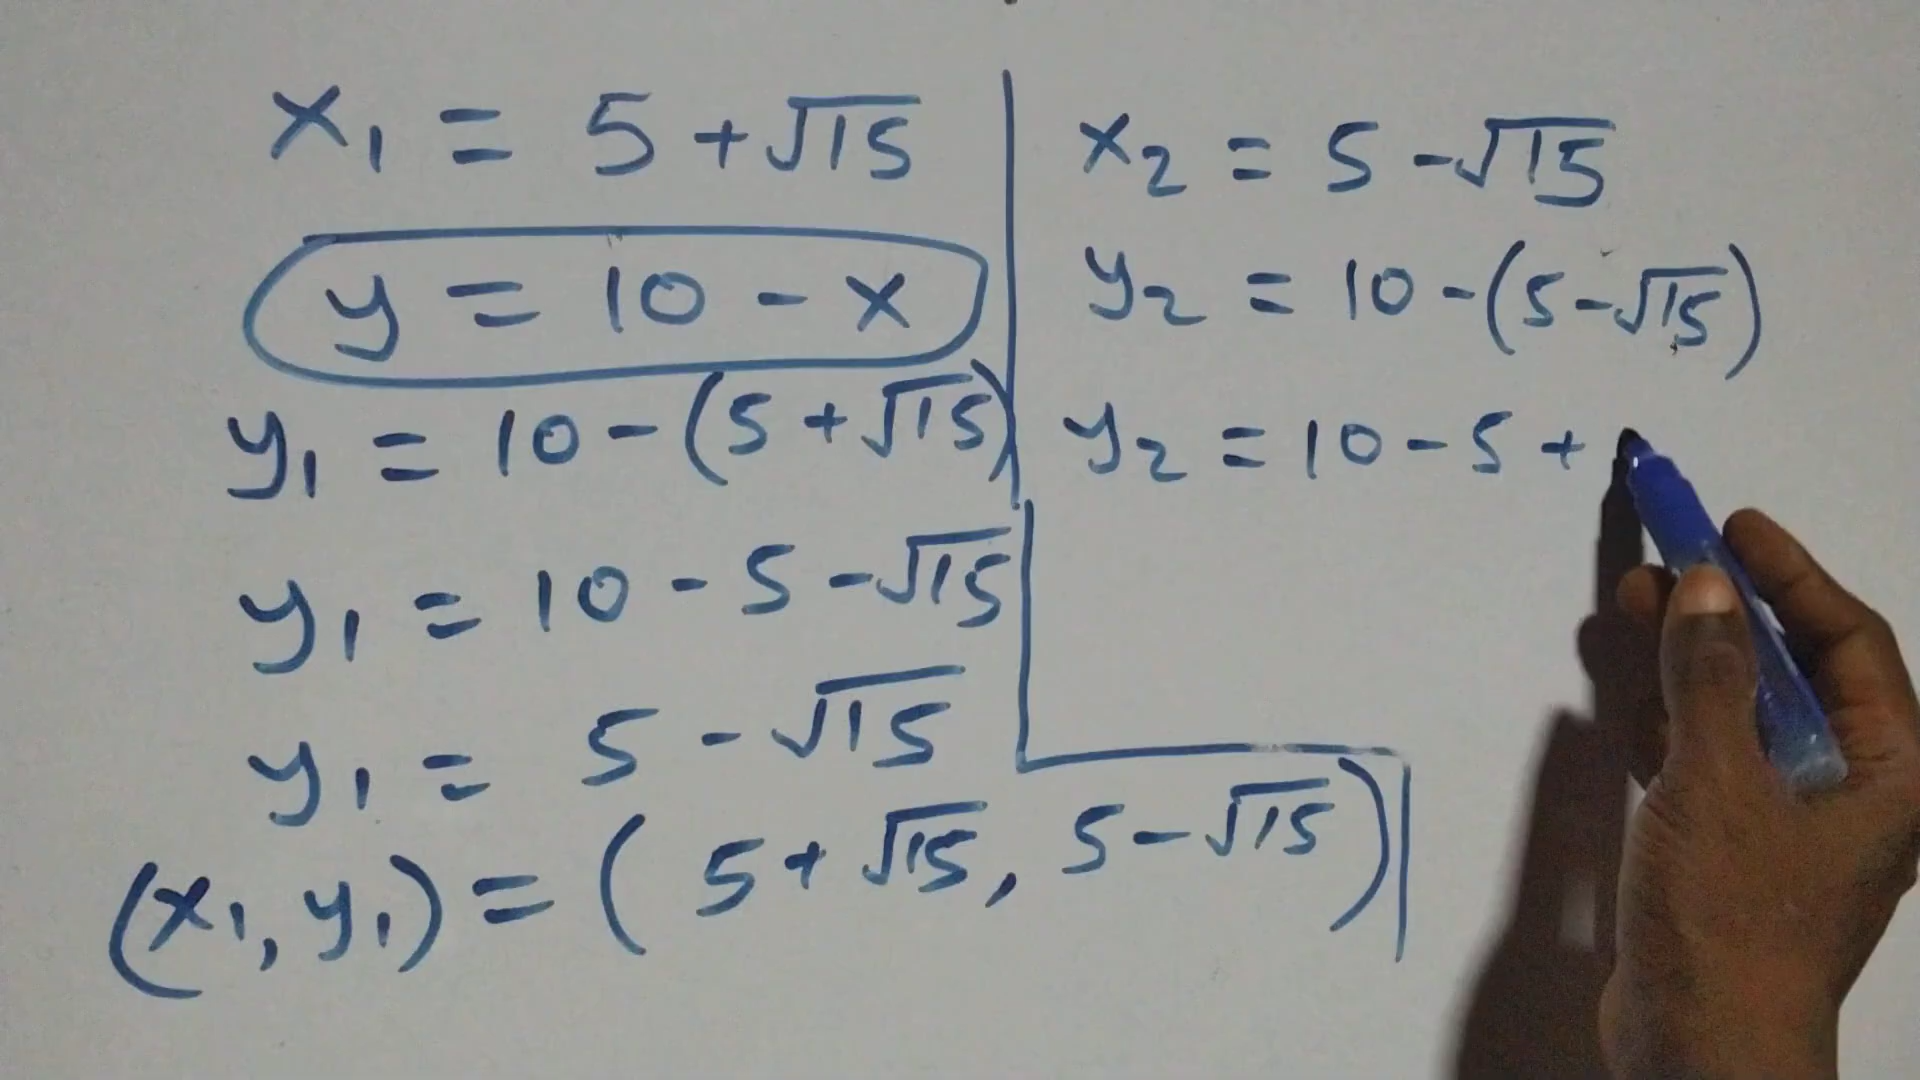 x₁ = 5 + √15
y = 10 - x
y₁ = 10 - (5 + √15)
y₁ = 10 - 5 - √15
y₁ = 5 - √15
(x₁, y₁) = (5 + √15, 5 - √15)
x₂ = 5 - √15
y₂ = 10 - (5 - √15)
y₂ = 10 - 5 +